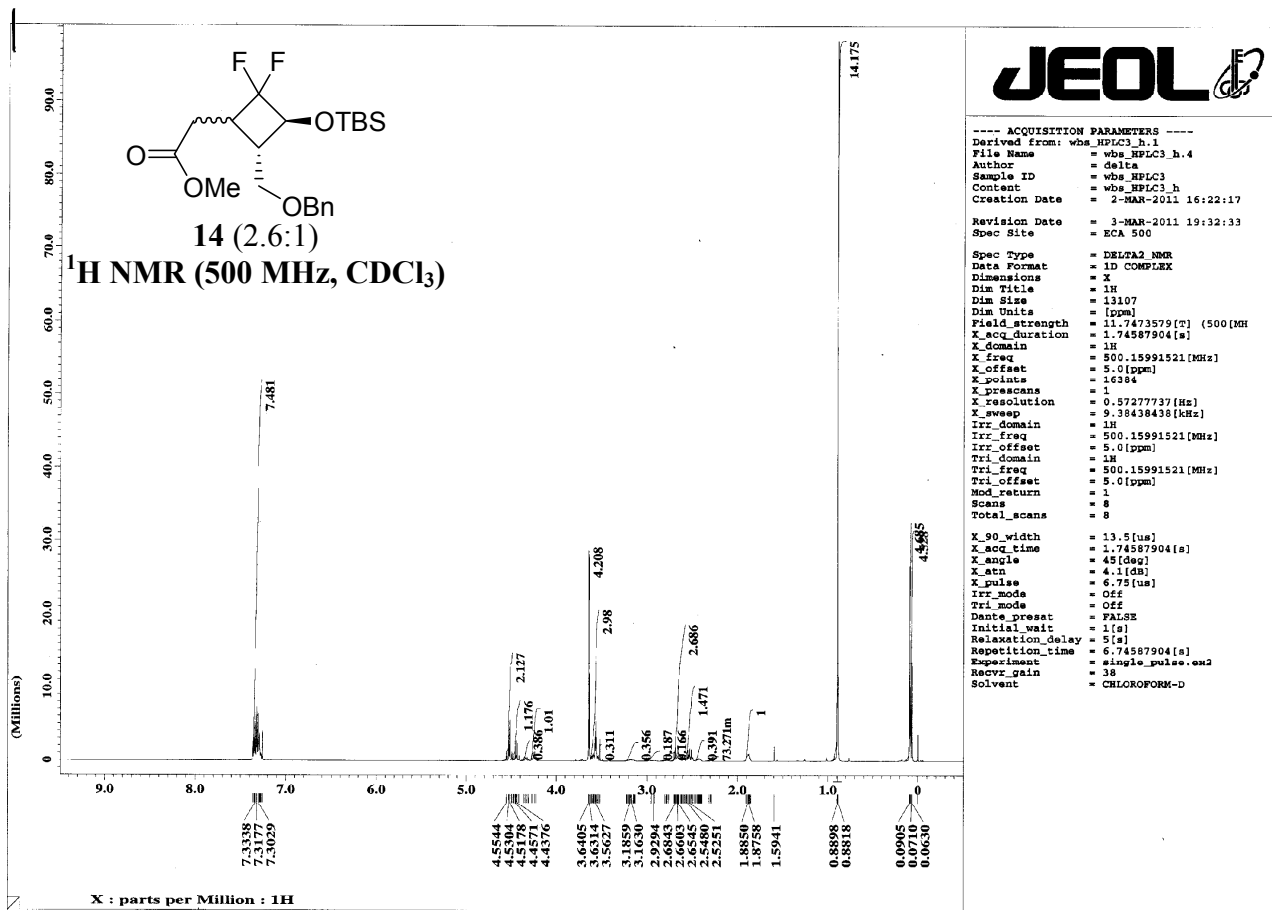 F F
OTBS
O
OMe
OBn
14 (2.6:1)
¹H NMR (500 MHz, CDCl₃)
(Millions)
90.0
80.0
70.0
60.0
50.0
40.0
30.0
20.0
10.0
0
7.481
2.127
1.176
0.386
1.01
4.208
2.98
0.311
0.356
0.187
0.166
2.686
1.471
0.391
73.271m
1
14.175
4.685
9.0 8.0 7.0 6.0 5.0 4.0 3.0 2.0 1.0 0
7.3338
7.3177
7.3029
4.5544
4.5304
4.5178
4.4571
4.4376
3.6405
3.6314
3.5627
3.1859
3.1630
2.9294
2.6843
2.6603
2.6545
2.5480
2.5251
1.8850
1.8758
1.5941
0.8898
0.8818
0.0905
0.0710
0.0630
X : parts per Million : 1H
JEOL
---- ACQUISITION PARAMETERS ----
Derived from: wbs_HPLC3_h.1
File Name = wbs_HPLC3_h.4
Author = delta
Sample ID = wbs_HPLC3
Content = wbs_HPLC3_h
Creation Date = 2-MAR-2011 16:22:17
Revision Date = 3-MAR-2011 19:32:33
Spec Site = ECA 500
Spec Type = DELTA2_NMR
Data Format = 1D COMPLEX
Dimensions = X
Dim Title = 1H
Dim Size = 13107
Dim Units = [ppm]
Field_strength = 11.7473579[T] (500[MH
X_acq_duration = 1.74587904[s]
X_domain = 1H
X_freq = 500.15991521[MHz]
X_offset = 5.0[ppm]
X_points = 16384
X_prescans = 1
X_resolution = 0.57277737[Hz]
X_sweep = 9.38438438[kHz]
Irr_domain = 1H
Irr_freq = 500.15991521[MHz]
Irr_offset = 5.0[ppm]
Tri_domain = 1H
Tri_freq = 500.15991521[MHz]
Tri_offset = 5.0[ppm]
Mod_return = 1
Scans = 8
Total_scans = 8
X_90_width = 13.5[us]
X_acq_time = 1.74587904[s]
X_angle = 45[deg]
X_atn = 4.1[dB]
X_pulse = 6.75[us]
Irr_mode = Off
Tri_mode = Off
Dante_presat = FALSE
Initial_wait = 1[s]
Relaxation_delay = 5[s]
Repetition_time = 6.74587904[s]
Experiment = single_pulse.ex2
Recvr_gain = 38
Solvent = CHLOROFORM-D